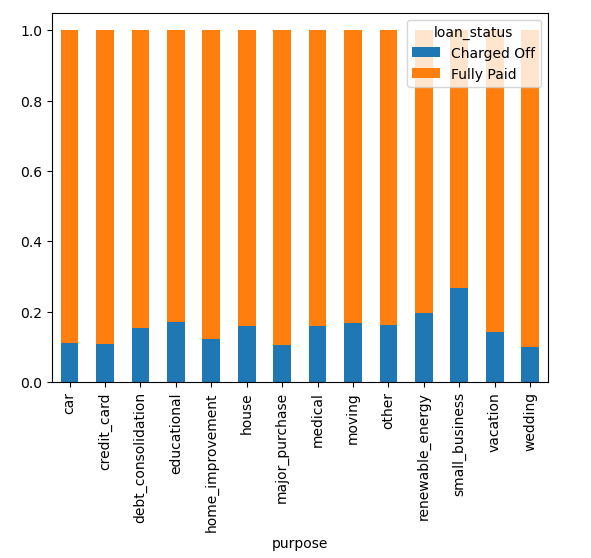 loan_status
Charged Off
Fully Paid
1.0
0.8
0.6
0.4
0.2
0.0
car
credit_card
debt_consolidation
educational
home_improvement
house
major_purchase
medical
moving
other
renewable_energy
small_business
vacation
wedding
purpose